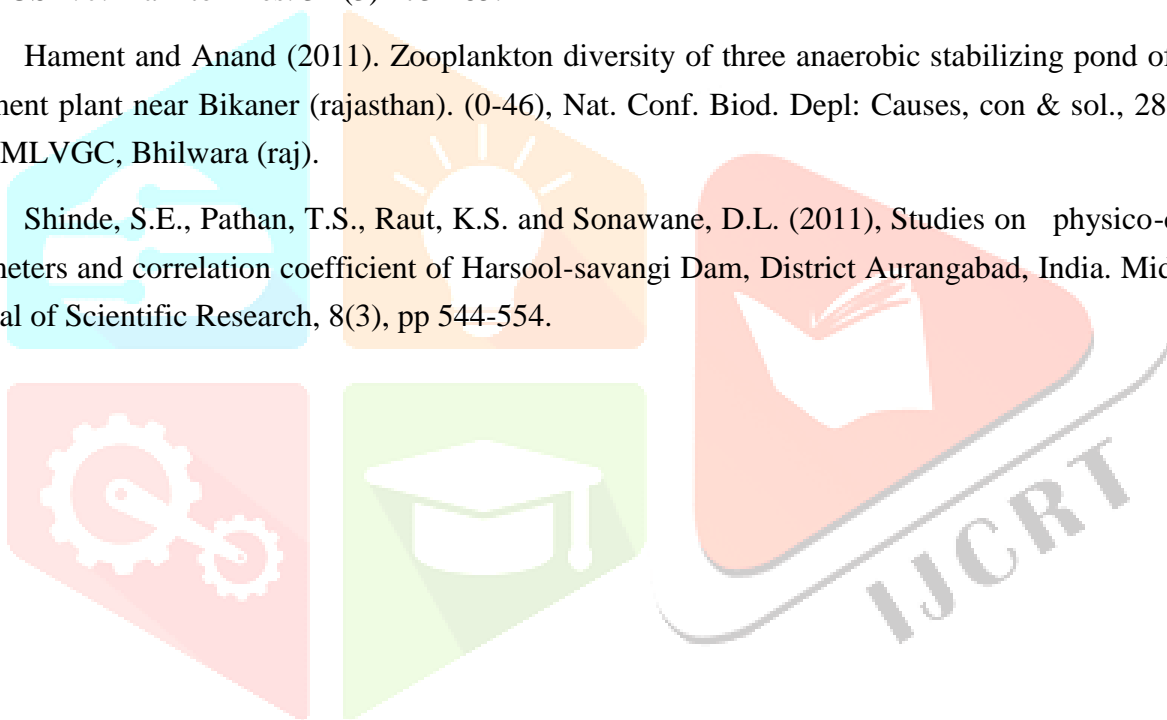 Hament and Anand (2011). Zooplankton diversity of three anaerobic stabilizing pond of
ment plant near Bikaner (rajasthan). (0-46), Nat. Conf. Biod. Depl: Causes, con & sol., 28
MLVGC, Bhilwara (raj).
Shinde, S.E., Pathan, T.S., Raut, K.S. and Sonawane, D.L. (2011), Studies on physico-
meters and correlation coefficient of Harsool-savangi Dam, District Aurangabad, India. Mid
al of Scientific Research, 8(3), pp 544-554.
IJCRT